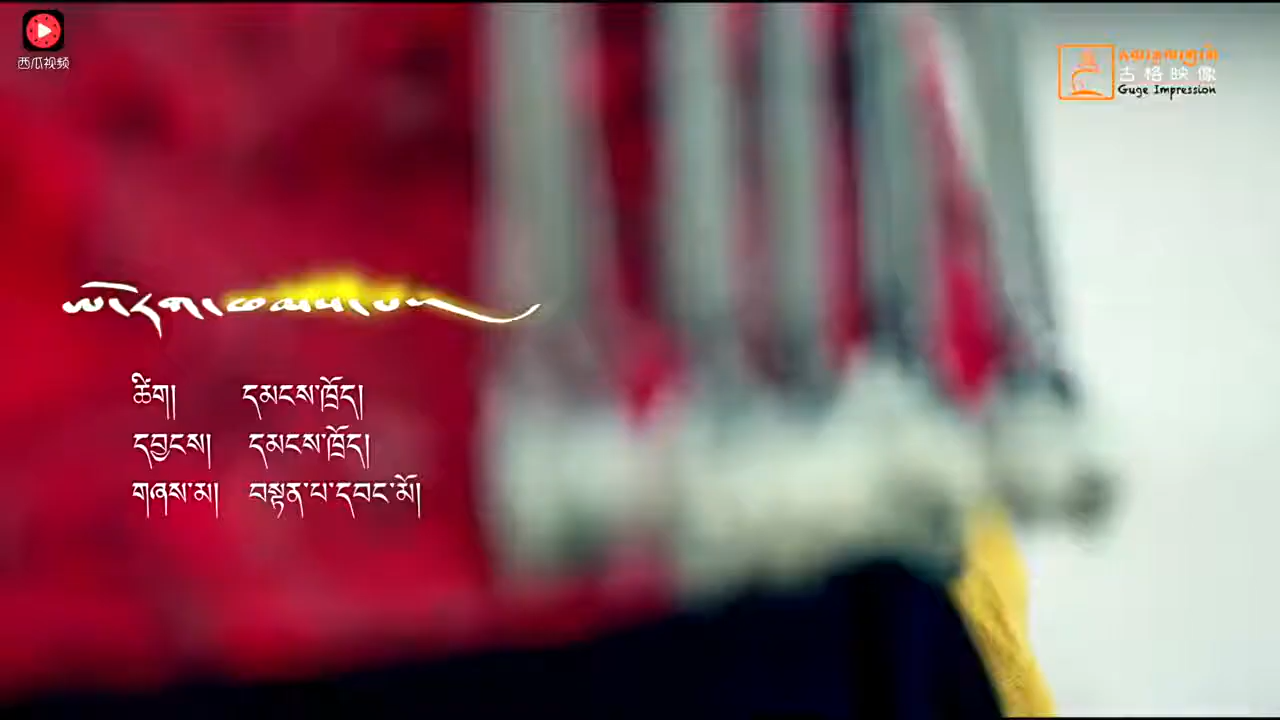 西瓜视频
古格映像
Guge Impression
ཚིག། དམངས་ཁྲོད།
དབྱངས། དམངས་ཁྲོད།
གཞས་མ། བསྟན་པ་དབང་མོ།